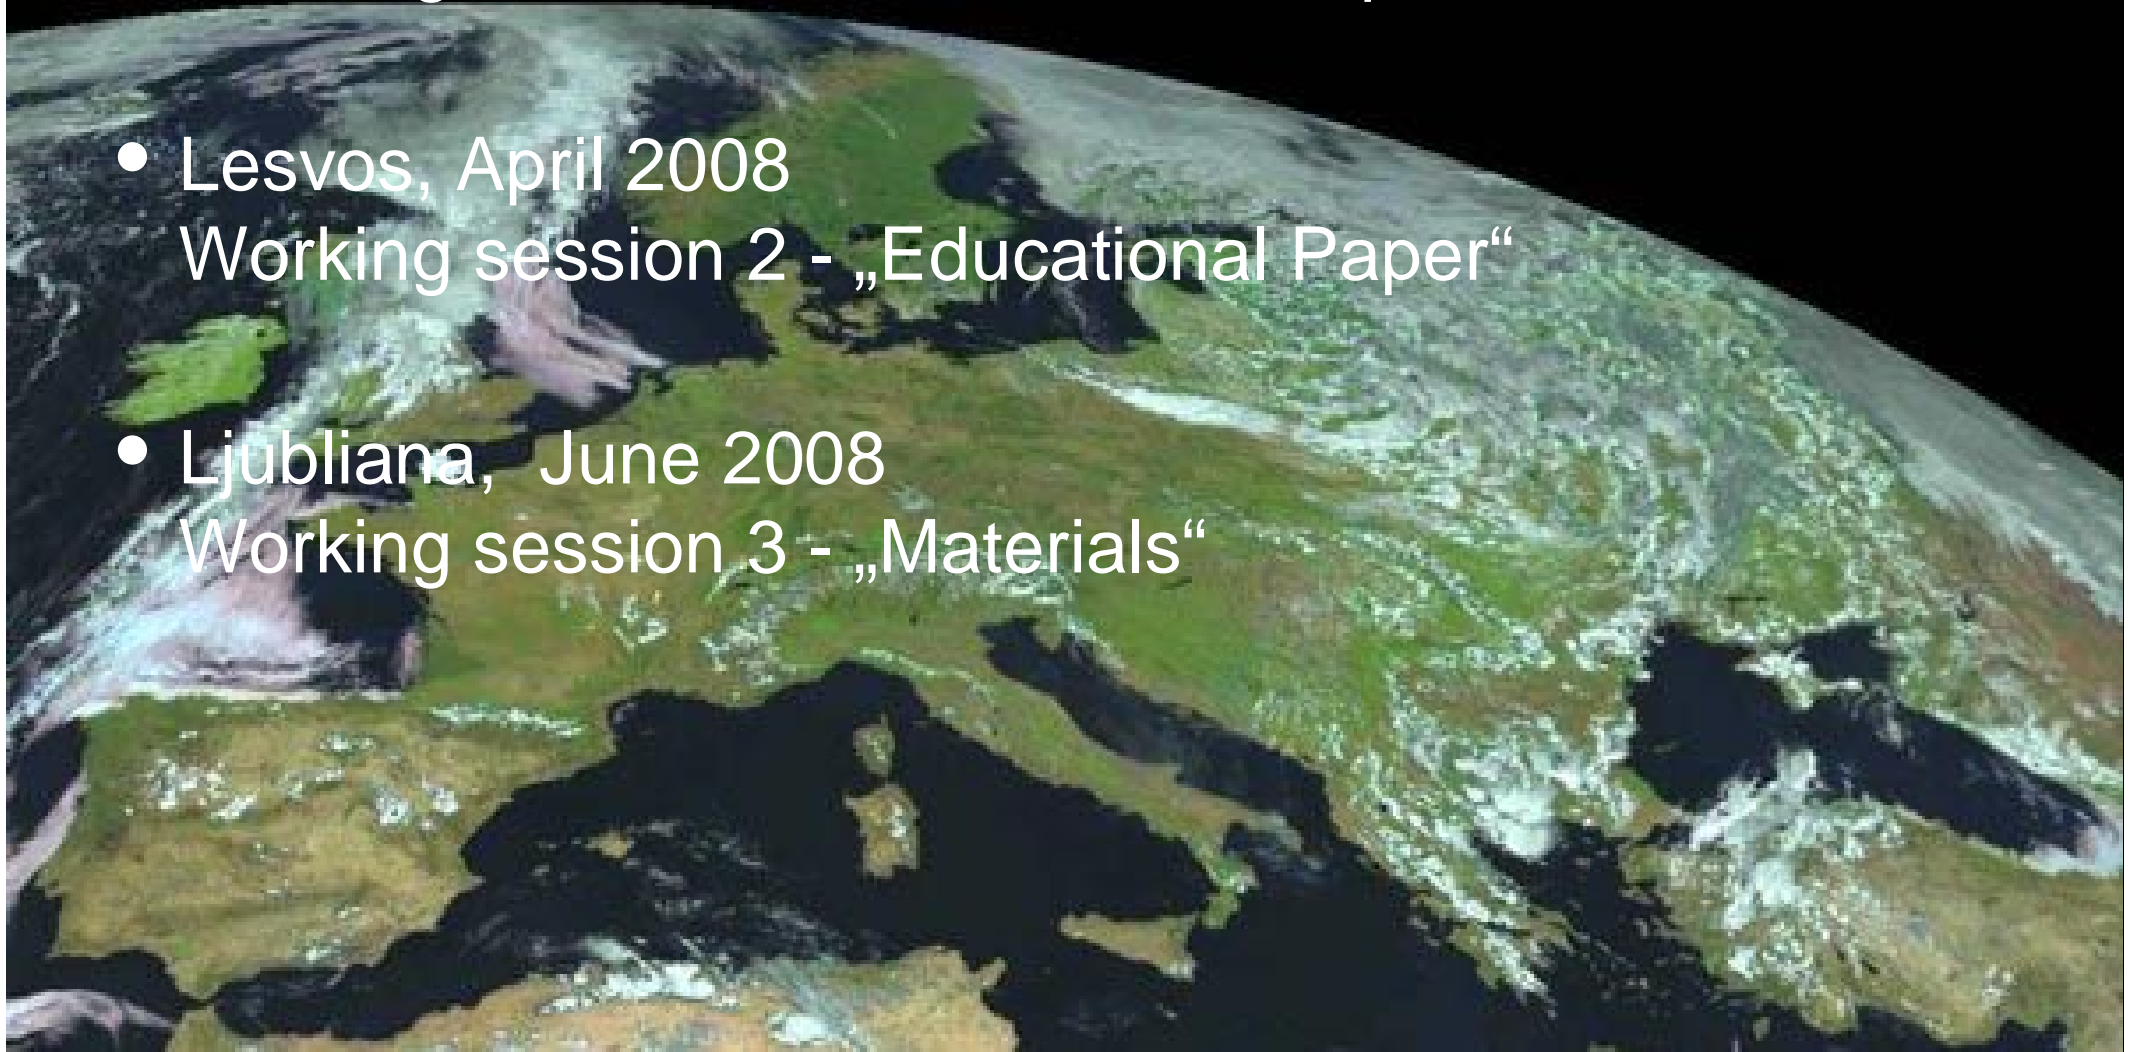 • Lesvos, April 2008
Working session 2 - „Educational Paper“
• Ljubliana, June 2008
Working session 3 - „Materials“